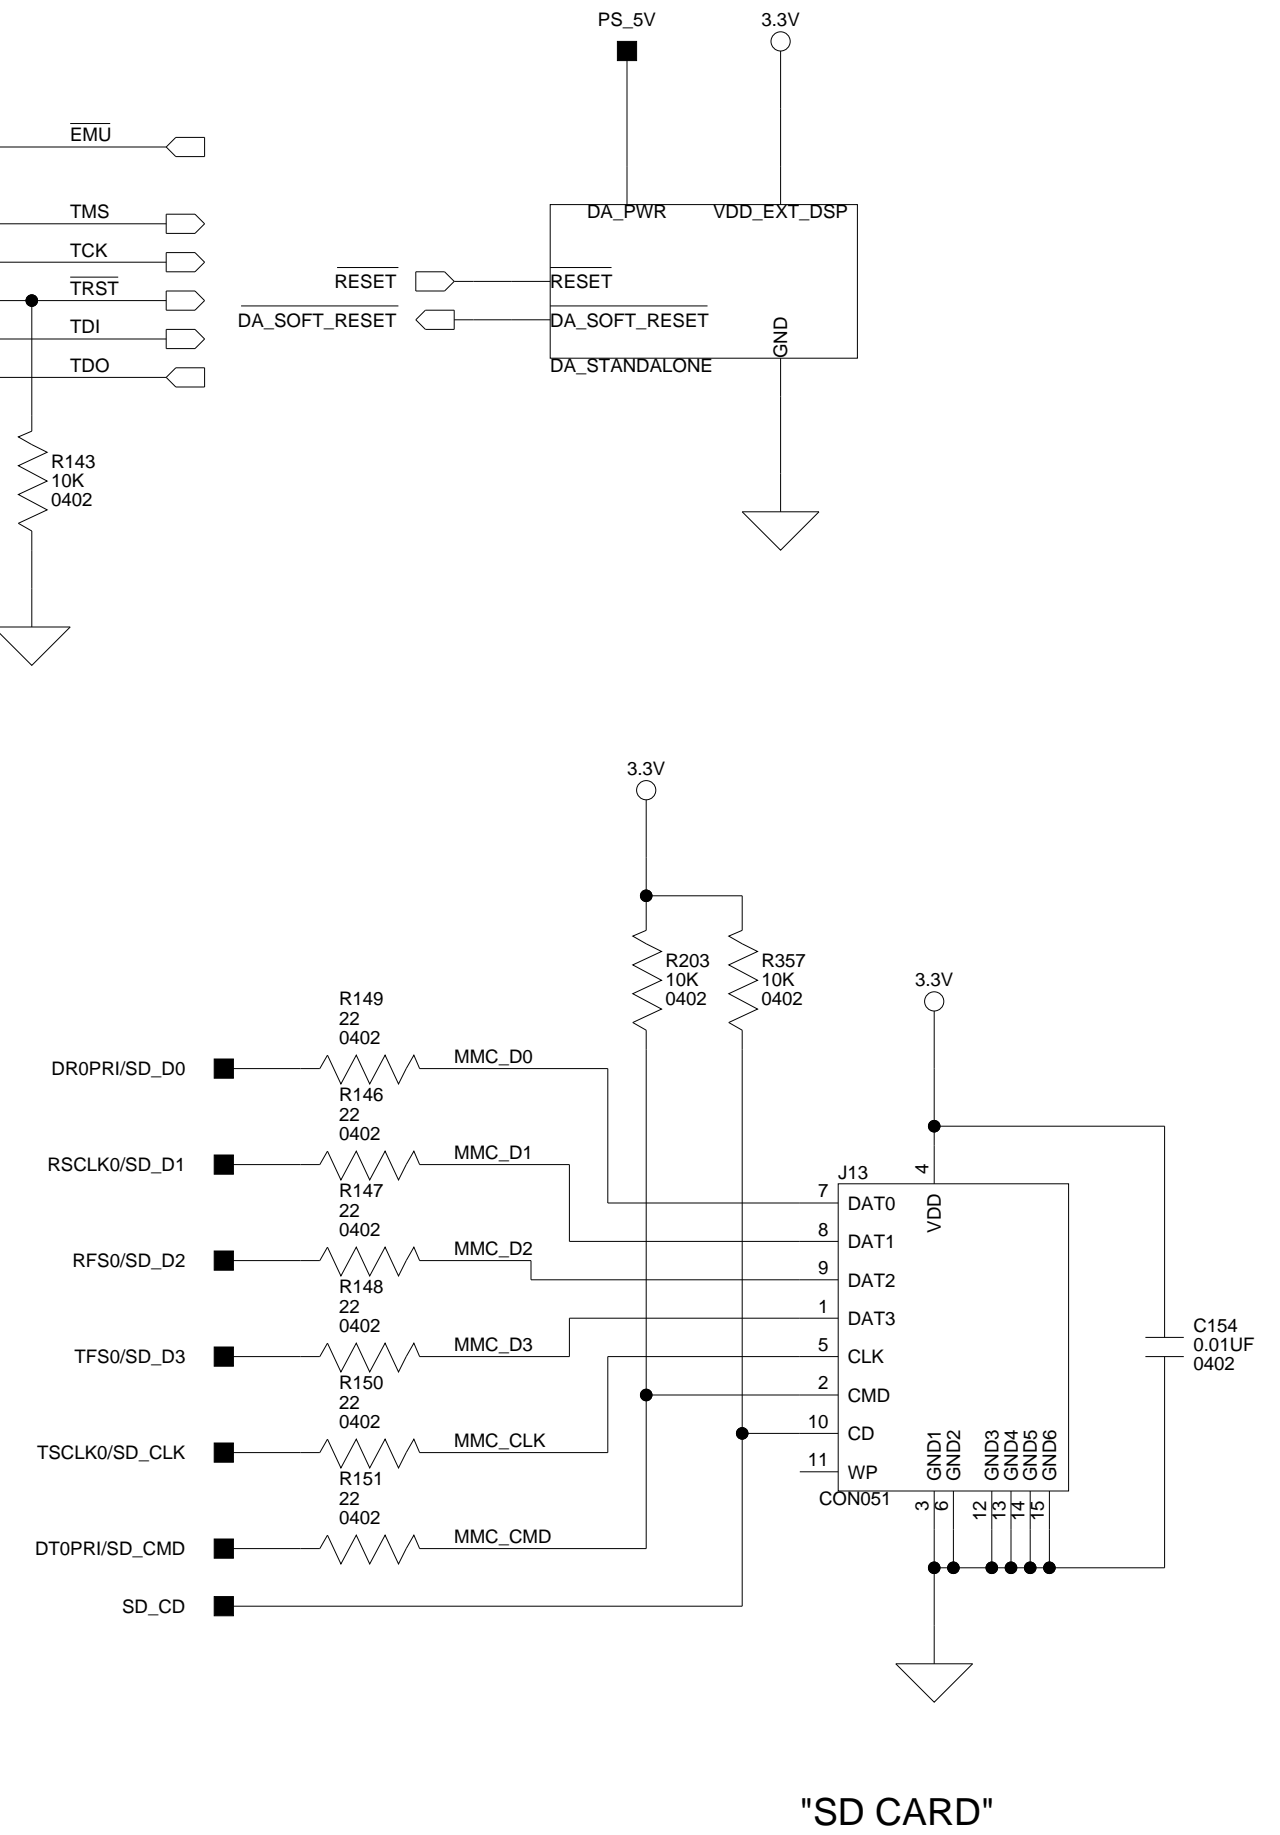 PS_5V
3.3V
EMU
TMS
TCK
TRST
TDI
TDO
R143
10K
0402
DA_PWR
VDD_EXT_DSP
RESET
RESET
DA_SOFT_RESET
DA_SOFT_RESET
GND
DA_STANDALONE
3.3V
R203
10K
0402
R357
10K
0402
3.3V
R149
22
0402
DR0PRI/SD_D0
MMC_D0
R146
22
0402
RSCLK0/SD_D1
MMC_D1
R147
22
0402
RFS0/SD_D2
MMC_D2
R148
22
0402
TFS0/SD_D3
MMC_D3
R150
22
0402
TSCLK0/SD_CLK
MMC_CLK
R151
22
0402
DT0PRI/SD_CMD
MMC_CMD
SD_CD
J13
4
VDD
7
DAT0
8
DAT1
9
DAT2
1
DAT3
5
CLK
2
CMD
10
CD
11
WP
CON051
GND1
GND2
GND3
GND4
GND5
GND6
3
6
12
13
14
15
C154
0.01UF
0402
"SD CARD"